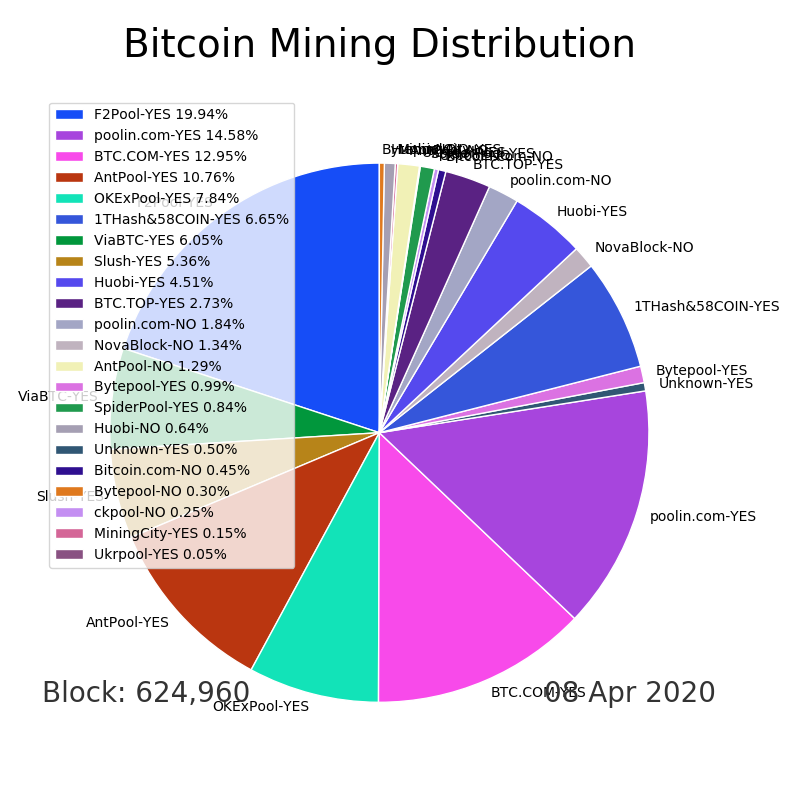 Bitcoin Mining Distribution
F2Pool-YES 19.94%
poolin.com-YES 14.58%
BTC.COM-YES 12.95%
AntPool-YES 10.76%
OKExPool-YES 7.84%
1THash&58COIN-YES 6.65%
ViaBTC-YES 6.05%
Slush-YES 5.36%
Huobi-YES 4.51%
BTC.TOP-YES 2.73%
poolin.com-NO 1.84%
NovaBlock-NO 1.34%
AntPool-NO 1.29%
Bytepool-YES 0.99%
SpiderPool-YES 0.84%
Huobi-NO 0.64%
Unknown-YES 0.50%
Bitcoin.com-NO 0.45%
Bytepool-NO 0.30%
ckpool-NO 0.25%
MiningCity-YES 0.15%
Ukrpool-YES 0.05%
BTC.TOP-YES
poolin.com-NO
Huobi-YES
NovaBlock-NO
1THash&58COIN-YES
Bytepool-YES
Unknown-YES
poolin.com-YES
BTC.COM-YES
OKExPool-YES
AntPool-YES
Slush-YES
ViaBTC-YES
F2Pool-YES
Block: 624,960
08 Apr 2020